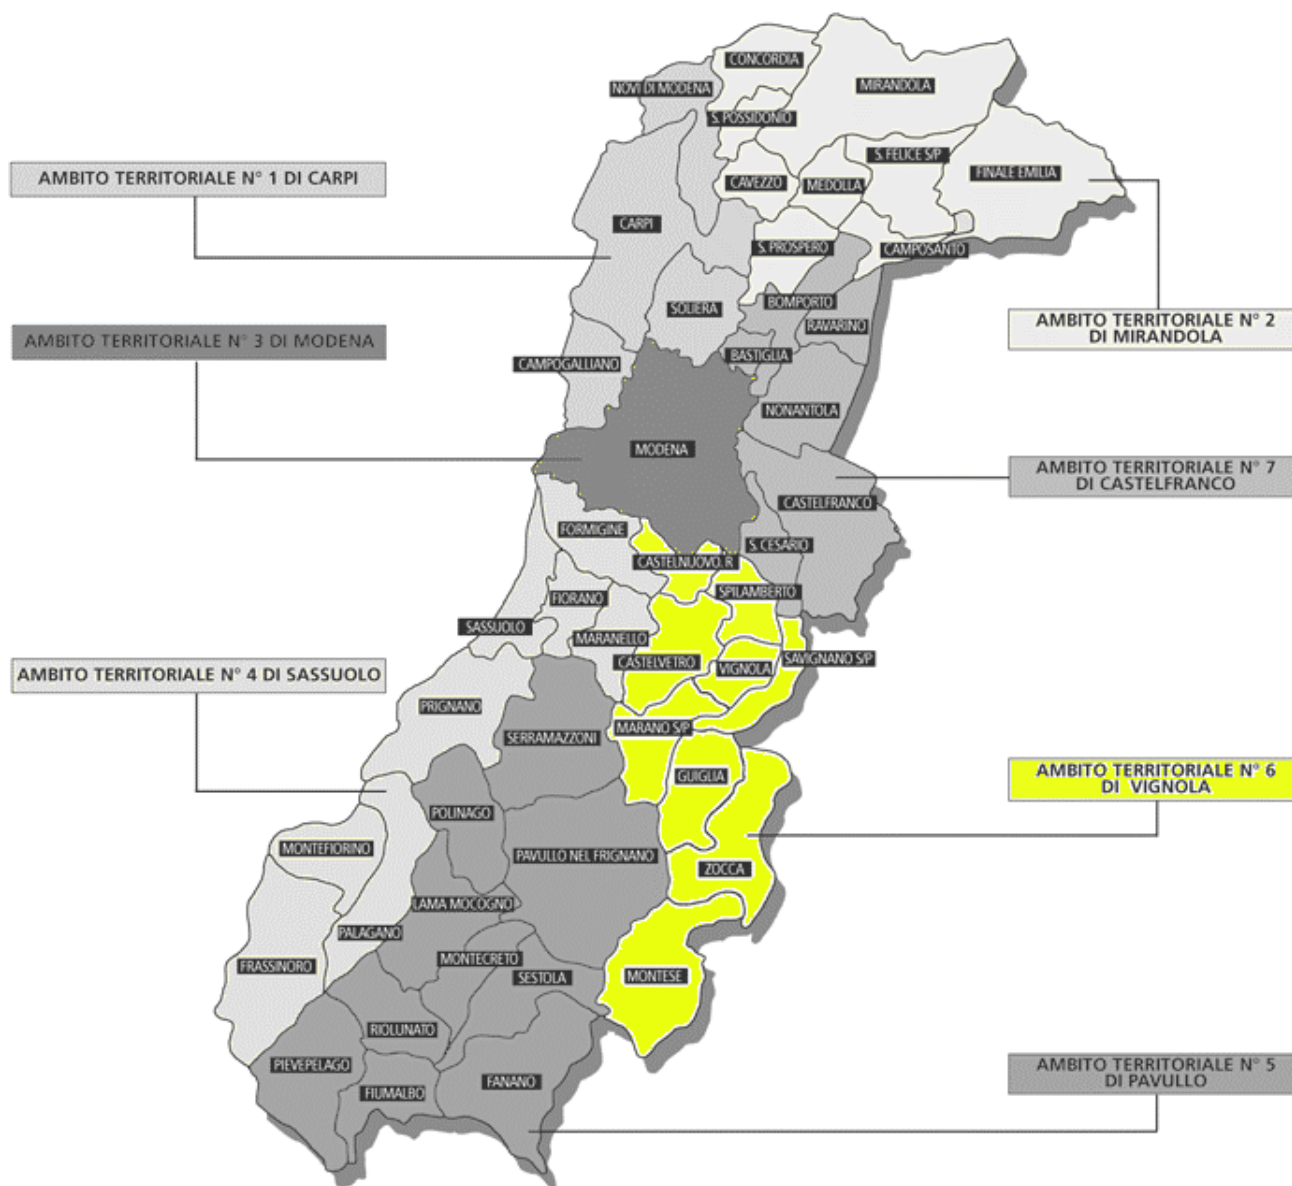 CONCORDIA
MIRANDOLA
NOVI DI MODENA
S. POSSIDONIO
S. FELICE S/P
FINALE EMILIA
AMBITO TERRITORIALE N° 1 DI CARPI
CAVEZZO
MEDOLLA
CARPI
S. PROSPERO
CAMPOSANTO
SOLIERA
BOMPORTO
RAVARINO
AMBITO TERRITORIALE N° 2
DI MIRANDOLA
AMBITO TERRITORIALE N° 3 DI MODENA
BASTIGLIA
CAMPOGALLIANO
NONANTOLA
MODENA
AMBITO TERRITORIALE N° 7
DI CASTELFRANCO
CASTELFRANCO
FORMIGINE
S. CESARIO
CASTELNUOVO. R
SPILAMBERTO
FIORANO
SASSUOLO
MARANELLO
CASTELVETRO
VIGNOLA
SAVIGNANO S/P
AMBITO TERRITORIALE N° 4 DI SASSUOLO
PRIGNANO
MARANO S/P
SERRAMAZZONI
GUIGLIA
AMBITO TERRITORIALE N° 6
DI VIGNOLA
POLINAGO
MONTEFIORINO
PAVULLO NEL FRIGNANO
ZOCCA
LAMA MOCOGNO
PALAGANO
MONTECRETO
FRASSINORO
SESTOLA
MONTESE
RIOLUNATO
PIEVEPELAGO
FIUMALBO
FANANO
AMBITO TERRITORIALE N° 5
DI PAVULLO